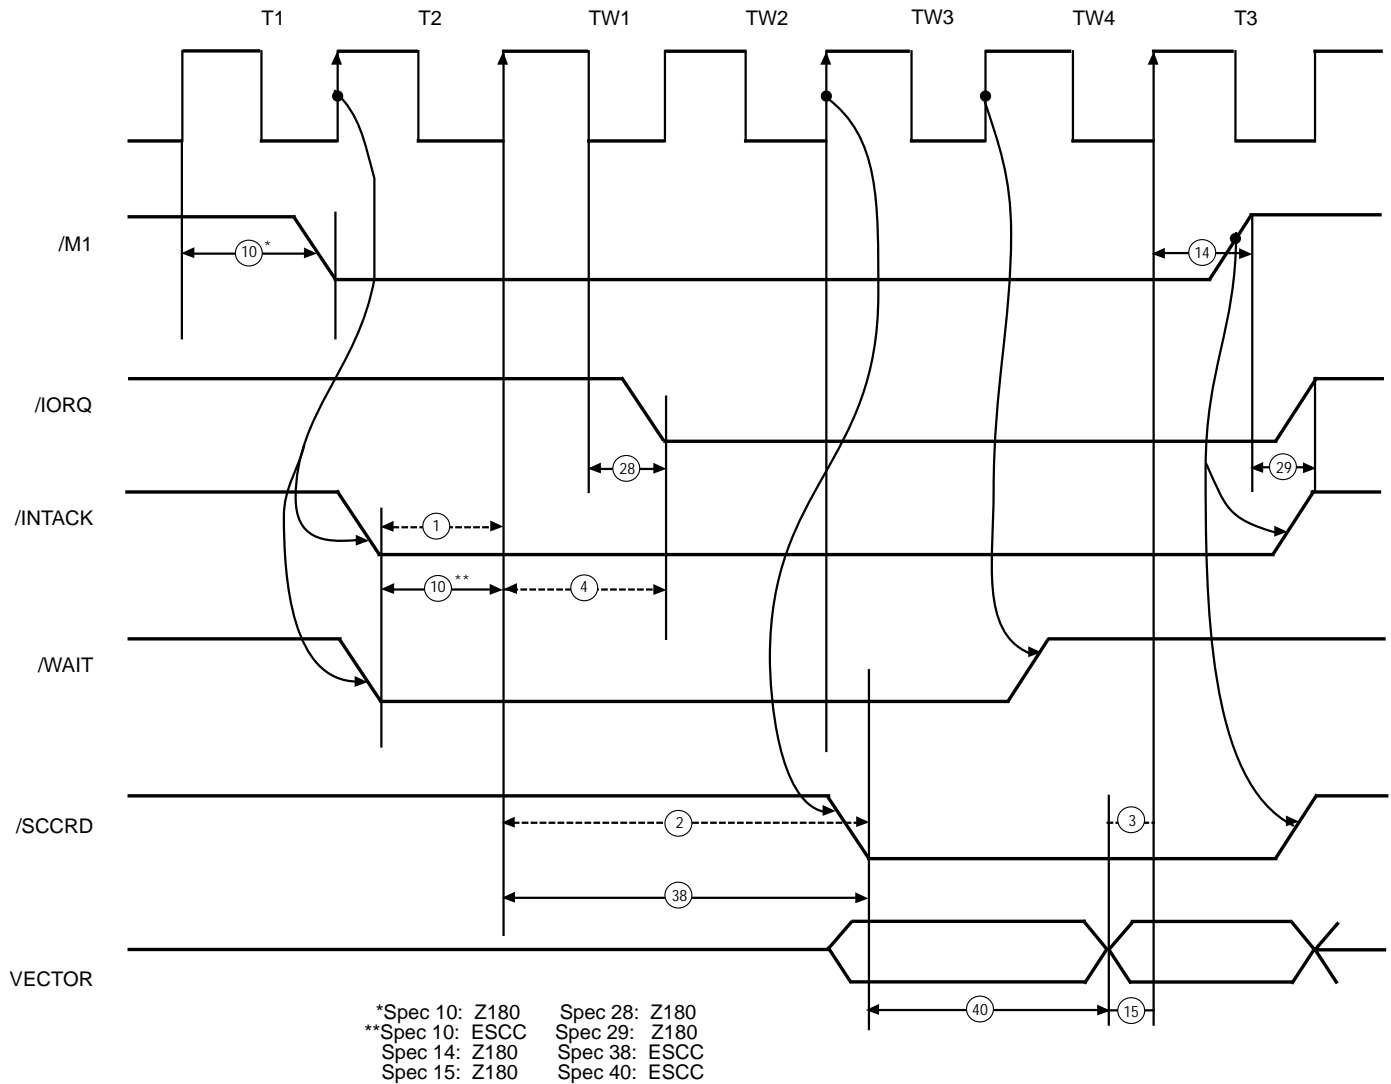 T1 T2 TW1 TW2 TW3 TW4 T3
/M1
10 *
14
/IORQ
28
29
/INTACK
1
10 **
4
/WAIT
/SCCRD
2
3
38
VECTOR
40
15
*Spec 10: Z180 Spec 28: Z180
**Spec 10: ESCC Spec 29: Z180
Spec 14: Z180 Spec 38: ESCC
Spec 15: Z180 Spec 40: ESCC